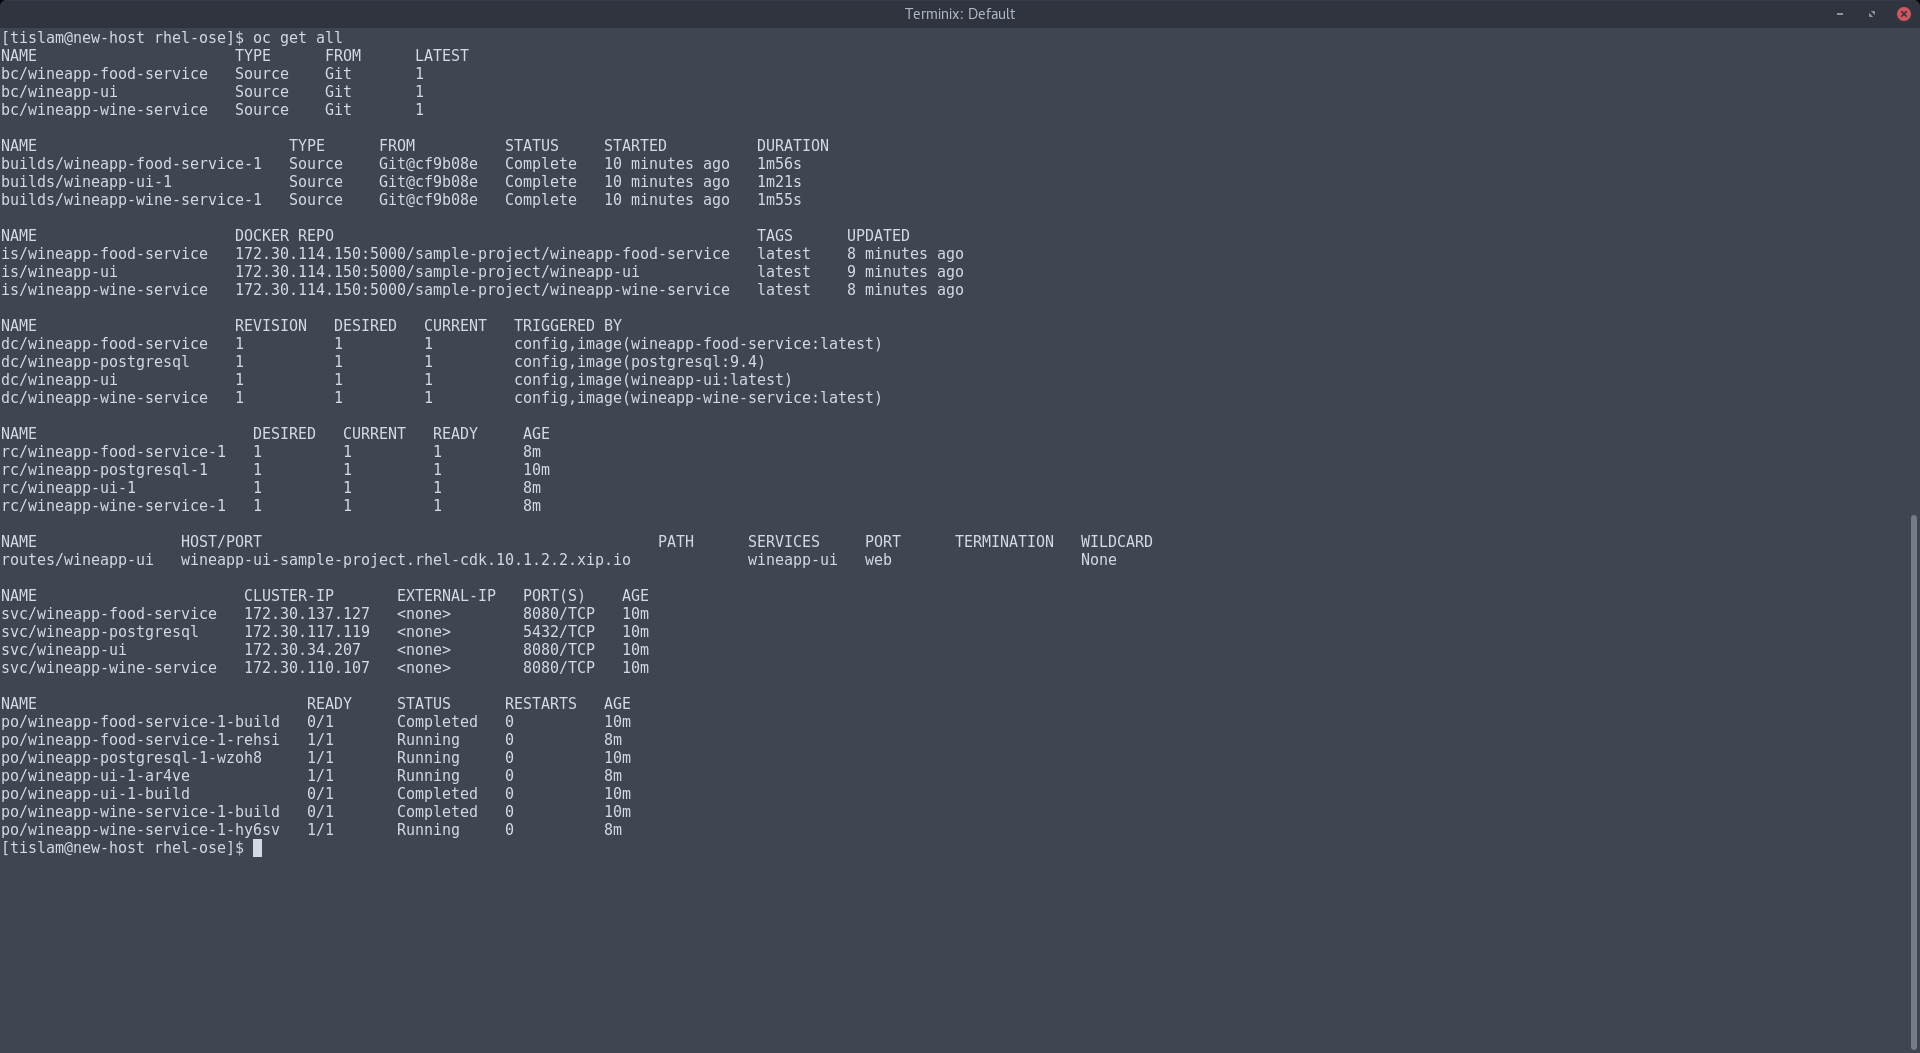 Terminix: Default
[tislam@new-host rhel-ose]$ oc get all
NAME                      TYPE      FROM      LATEST
bc/wineapp-food-service   Source    Git       1
bc/wineapp-ui             Source    Git       1
bc/wineapp-wine-service   Source    Git       1

NAME                            TYPE      FROM          STATUS     STARTED          DURATION
builds/wineapp-food-service-1   Source    Git@cf9b08e   Complete   10 minutes ago   1m56s
builds/wineapp-ui-1             Source    Git@cf9b08e   Complete   10 minutes ago   1m21s
builds/wineapp-wine-service-1   Source    Git@cf9b08e   Complete   10 minutes ago   1m55s

NAME                      DOCKER REPO                                               TAGS      UPDATED
is/wineapp-food-service   172.30.114.150:5000/sample-project/wineapp-food-service   latest    8 minutes ago
is/wineapp-ui             172.30.114.150:5000/sample-project/wineapp-ui             latest    9 minutes ago
is/wineapp-wine-service   172.30.114.150:5000/sample-project/wineapp-wine-service   latest    8 minutes ago

NAME                      REVISION   DESIRED   CURRENT   TRIGGERED BY
dc/wineapp-food-service   1          1         1         config,image(wineapp-food-service:latest)
dc/wineapp-postgresql     1          1         1         config,image(postgresql:9.4)
dc/wineapp-ui             1          1         1         config,image(wineapp-ui:latest)
dc/wineapp-wine-service   1          1         1         config,image(wineapp-wine-service:latest)

NAME                        DESIRED   CURRENT   READY     AGE
rc/wineapp-food-service-1   1         1         1         8m
rc/wineapp-postgresql-1     1         1         1         10m
rc/wineapp-ui-1             1         1         1         8m
rc/wineapp-wine-service-1   1         1         1         8m

NAME                HOST/PORT                                            PATH      SERVICES     PORT      TERMINATION   WILDCARD
routes/wineapp-ui   wineapp-ui-sample-project.rhel-cdk.10.1.2.2.xip.io             wineapp-ui   web                     None

NAME                       CLUSTER-IP       EXTERNAL-IP   PORT(S)    AGE
svc/wineapp-food-service   172.30.137.127   <none>        8080/TCP   10m
svc/wineapp-postgresql     172.30.117.119   <none>        5432/TCP   10m
svc/wineapp-ui             172.30.34.207    <none>        8080/TCP   10m
svc/wineapp-wine-service   172.30.110.107   <none>        8080/TCP   10m

NAME                              READY     STATUS      RESTARTS   AGE
po/wineapp-food-service-1-build   0/1       Completed   0          10m
po/wineapp-food-service-1-rehsi   1/1       Running     0          8m
po/wineapp-postgresql-1-wzoh8     1/1       Running     0          10m
po/wineapp-ui-1-ar4ve             1/1       Running     0          8m
po/wineapp-ui-1-build             0/1       Completed   0          10m
po/wineapp-wine-service-1-build   0/1       Completed   0          10m
po/wineapp-wine-service-1-hy6sv   1/1       Running     0          8m
[tislam@new-host rhel-ose]$